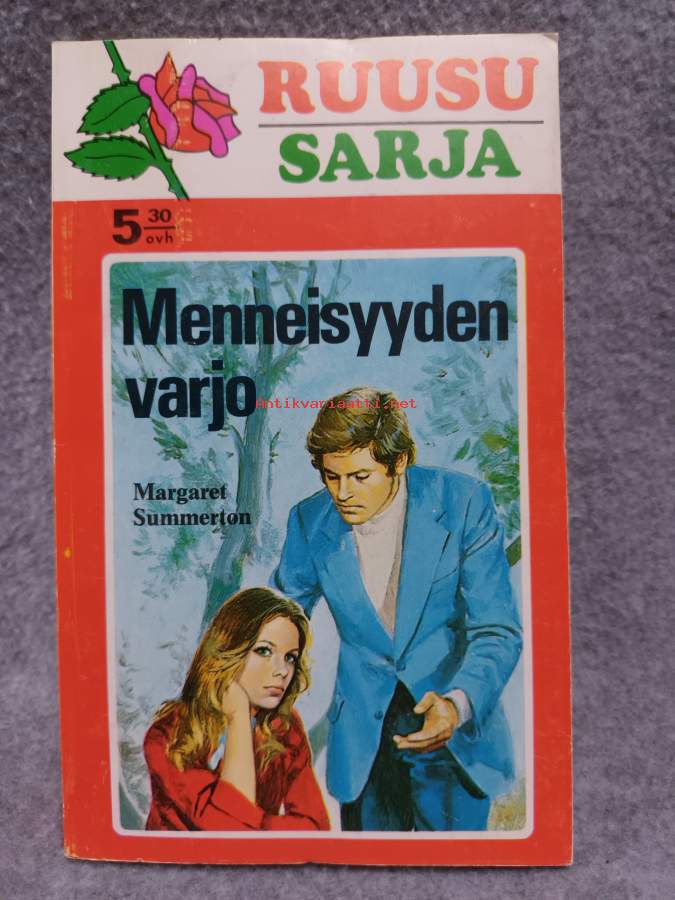 RUUSU
SARJA
5 30
ovh
Menneisyyden
varjo
Antikvariaatti.net
Margaret
Summerton